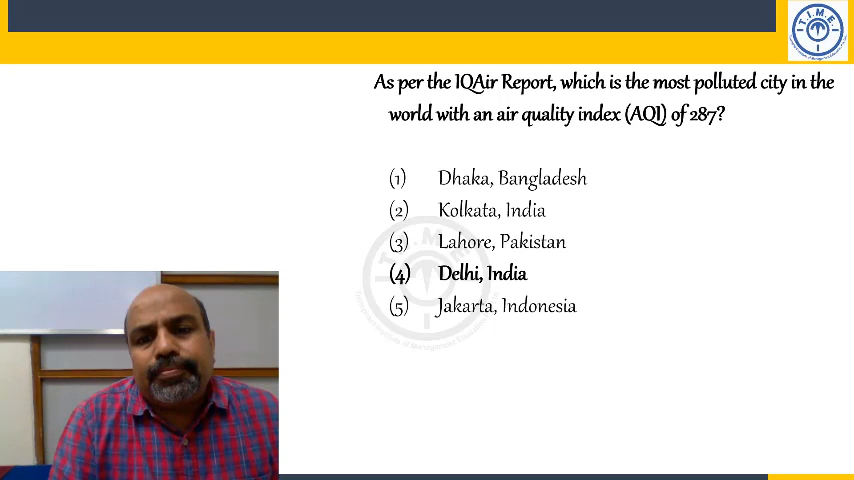 T.I.M.E.
As per the IQAir Report, which is the most polluted city in the
world with an air quality index (AQI) of 287?
(1) Dhaka, Bangladesh
(2) Kolkata, India
(3) Lahore, Pakistan
(4) Delhi, India
(5) Jakarta, Indonesia
T.I.M.E.